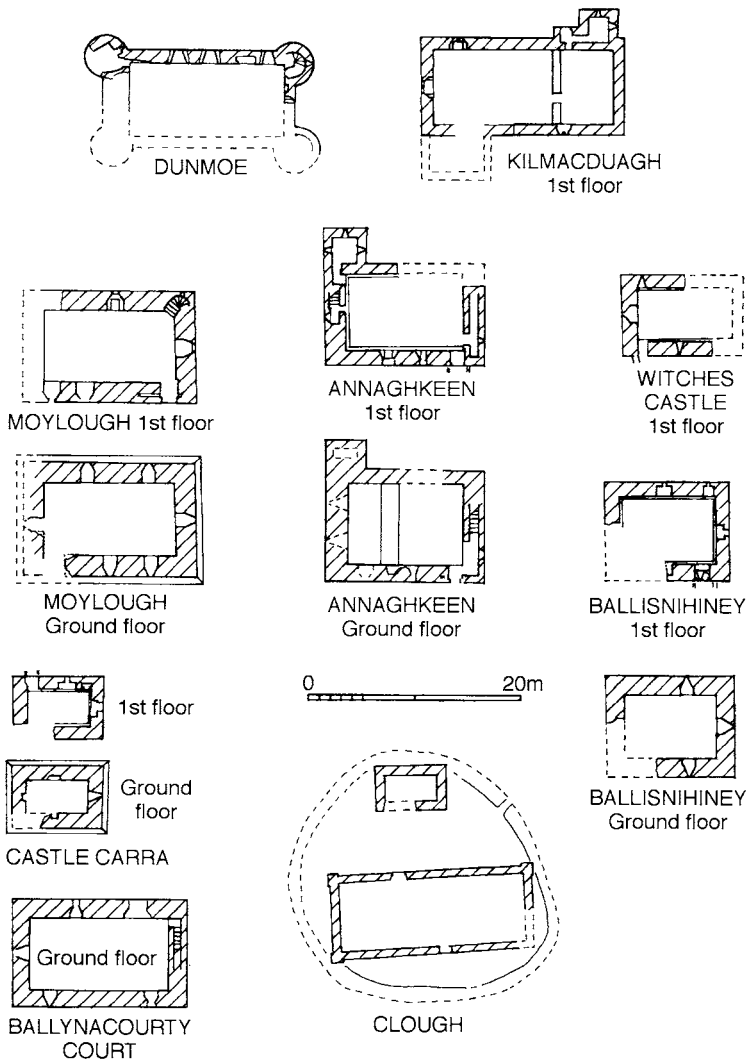 DUNMOE
KILMACDUAGH
1st floor
MOYLOUGH 1st floor
ANNAGHKEEN
1st floor
WITCHES
CASTLE
1st floor
MOYLOUGH
Ground floor
ANNAGHKEEN
Ground floor
BALLISNIHINEY
1st floor
1st floor
Ground
floor
CASTLE CARRA
0 20m
BALLISNIHINEY
Ground floor
Ground floor
BALLYNACOURTY
COURT
CLOUGH